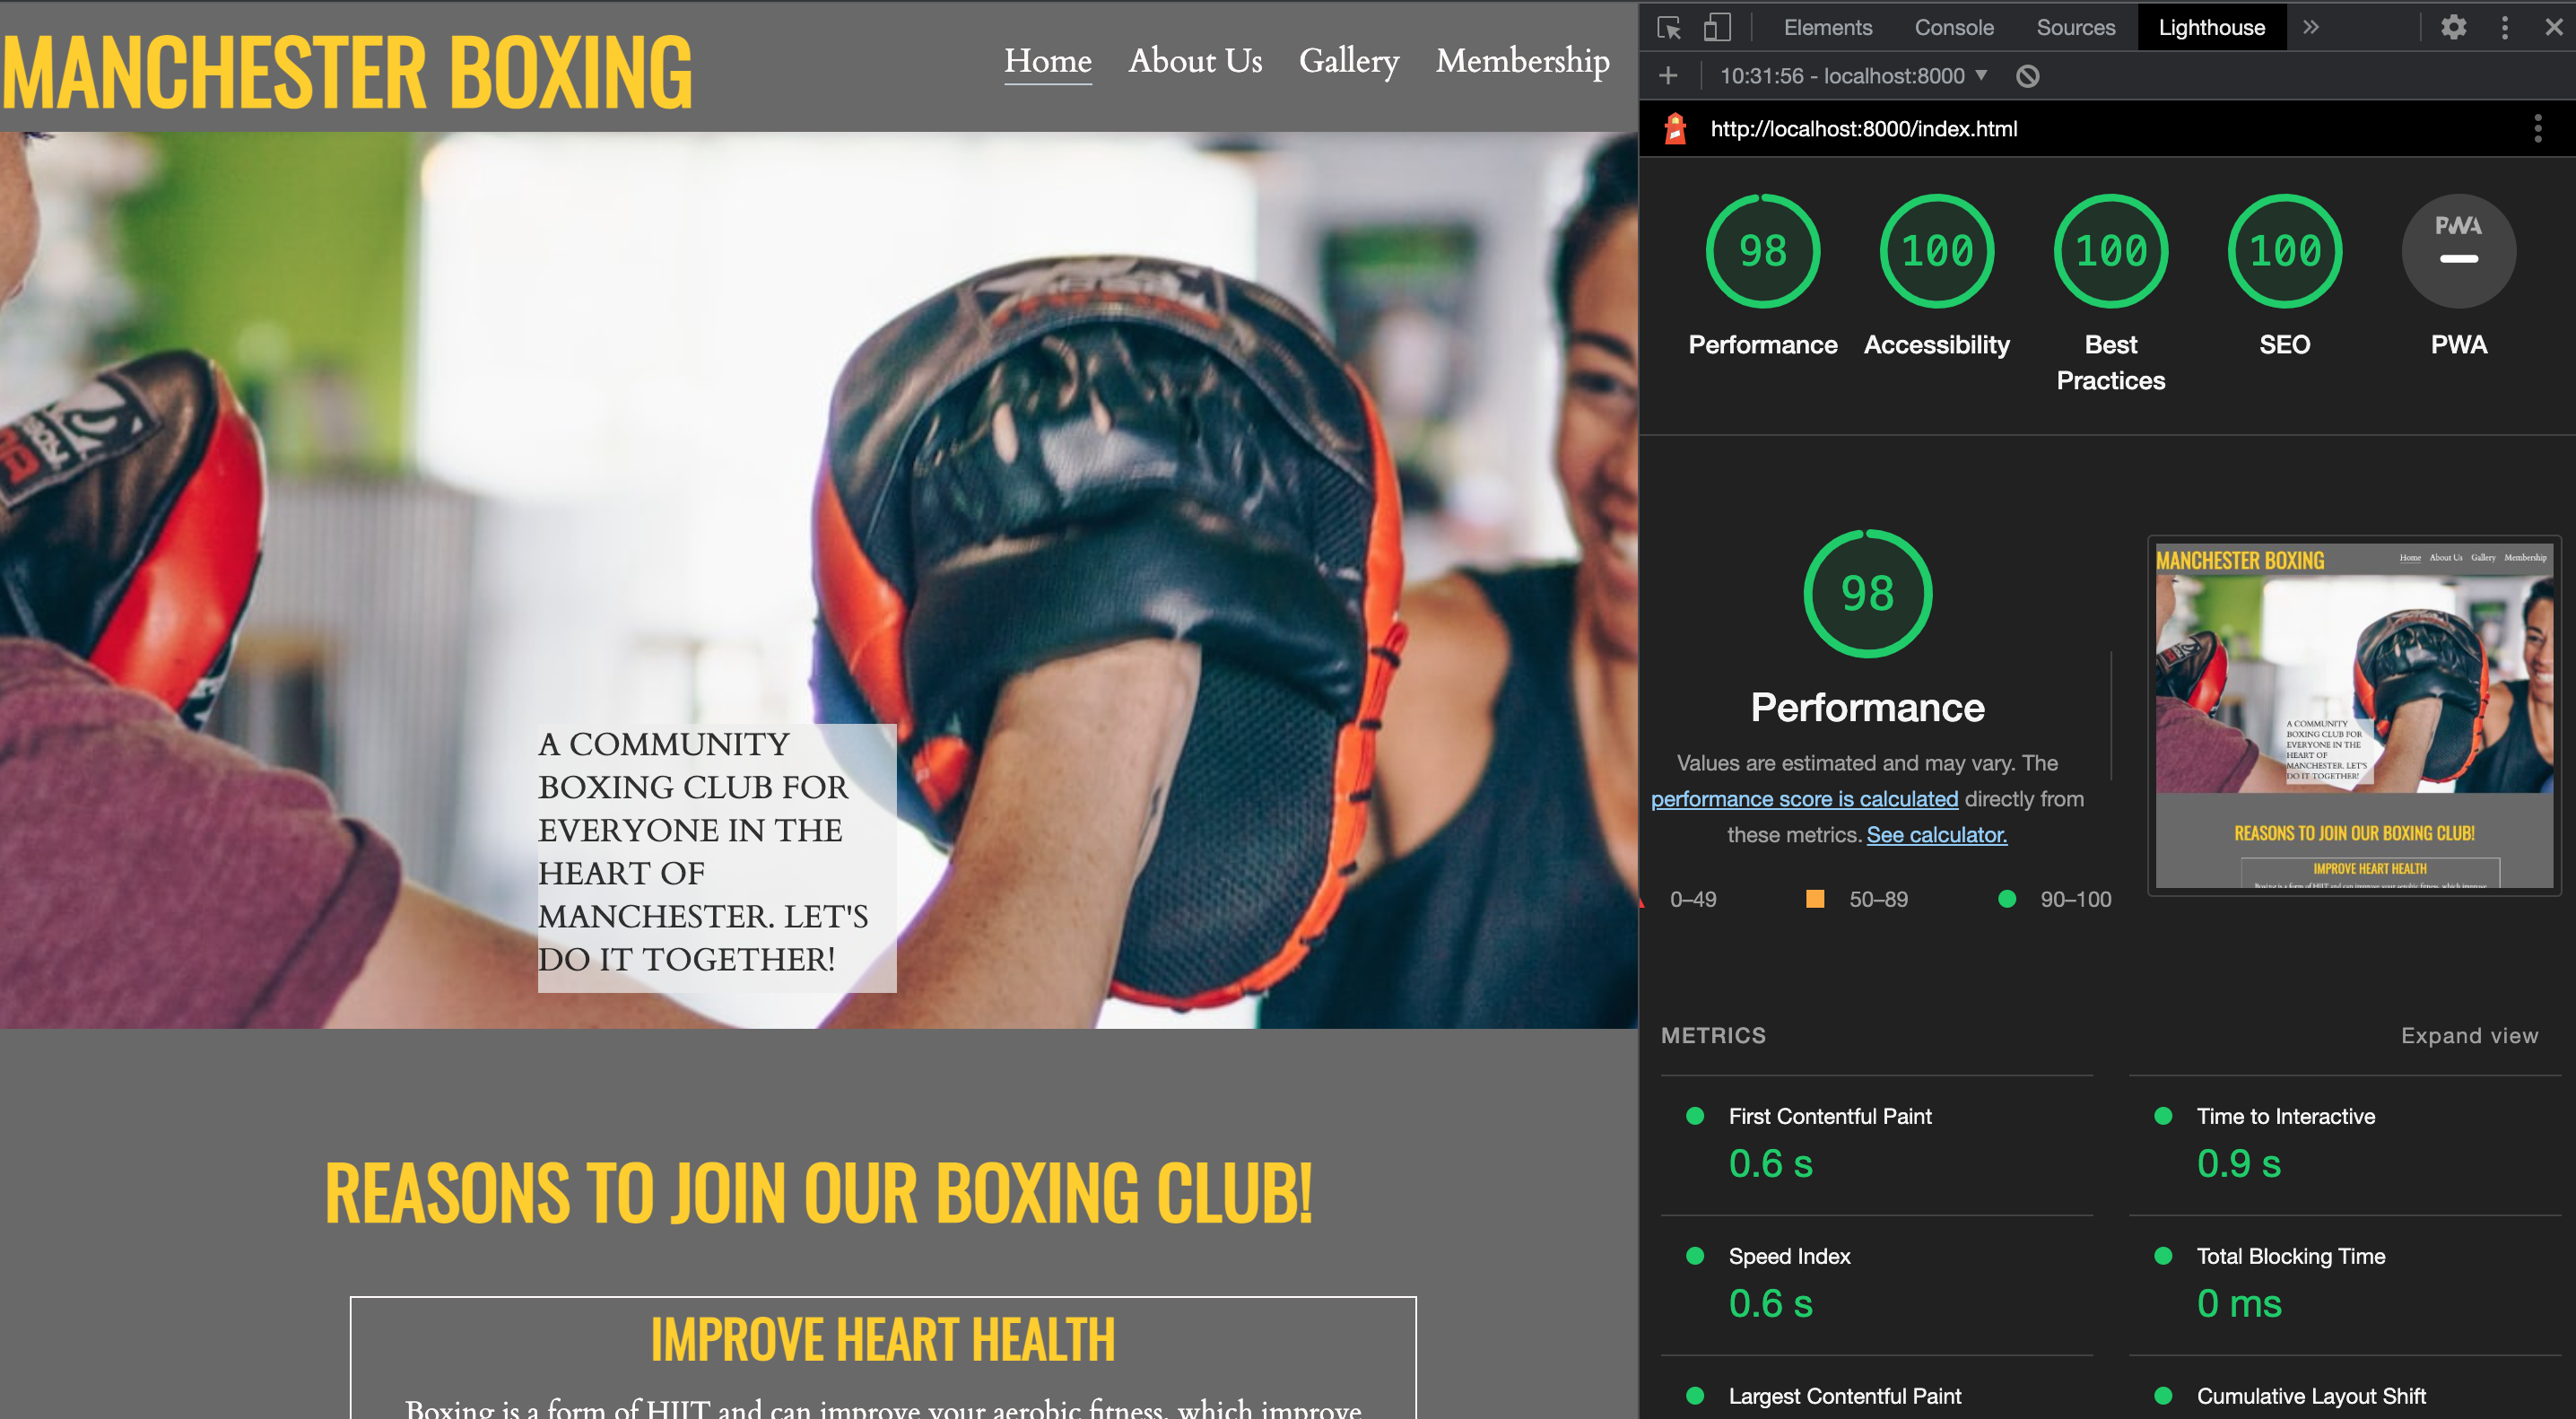 MANCHESTER BOXING
Home About Us Gallery Membership
A COMMUNITY
BOXING CLUB FOR
EVERYONE IN THE
HEART OF
MANCHESTER. LET'S
DO IT TOGETHER!
REASONS TO JOIN OUR BOXING CLUB!
IMPROVE HEART HEALTH
Boxing is a form of HIIT and can improve your aerobic fitness, which improve
Elements Console Sources Lighthouse
10:31:56 - localhost:8000
http://localhost:8000/index.html
98 100 100 100 PWA
Performance Accessibility Best Practices SEO PWA
98
Performance
Values are estimated and may vary. The
performance score is calculated directly from
these metrics. See calculator.
0–49 50–89 90–100
MANCHESTER BOXING
Home About Us Gallery Membership
A COMMUNITY
BOXING CLUB FOR
EVERYONE IN THE
HEART OF
MANCHESTER. LET'S
DO IT TOGETHER!
REASONS TO JOIN OUR BOXING CLUB!
IMPROVE HEART HEALTH
METRICS Expand view
First Contentful Paint
0.6 s
Time to Interactive
0.9 s
Speed Index
0.6 s
Total Blocking Time
0 ms
Largest Contentful Paint
Cumulative Layout Shift